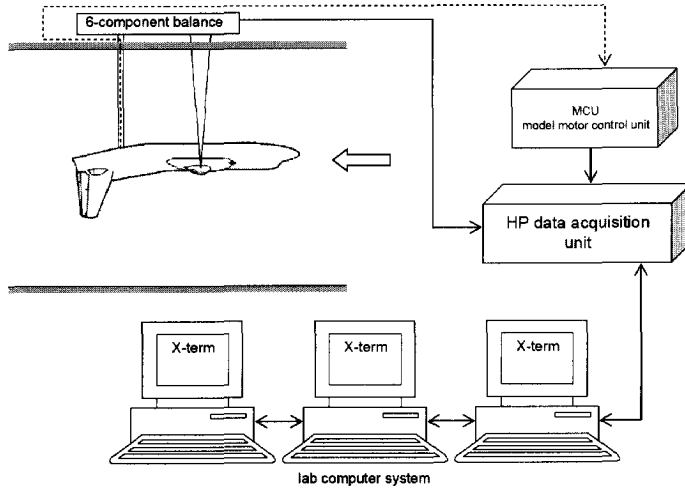 6-component balance
MCU
model motor control unit
HP data acquisition
unit
X-term
X-term
X-term
lab computer system